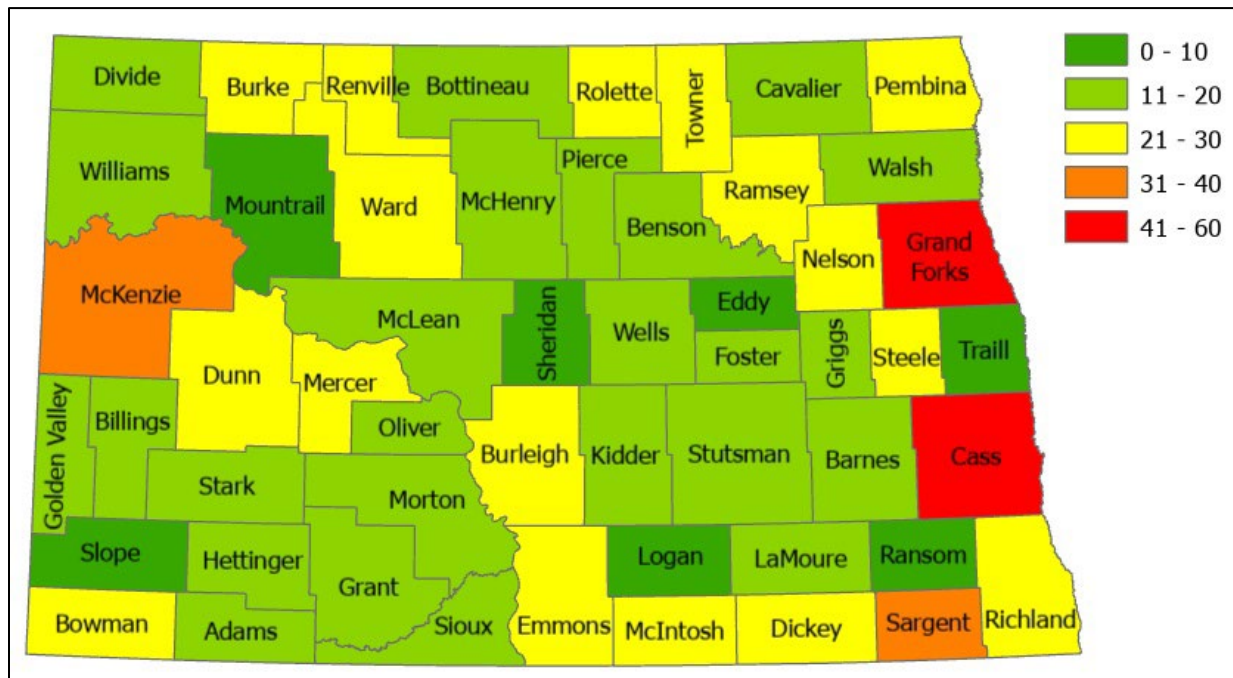 Divide
Burke
Renville
Bottineau
Rolette
Towner
Cavalier
Pembina
Williams
Mountrail
Ward
McHenry
Pierce
Benson
Ramsey
Walsh
Nelson
Grand
Forks
McKenzie
Dunn
Mercer
McLean
Sheridan
Wells
Eddy
Foster
Griggs
Steele
Traill
Golden Valley
Billings
Oliver
Burleigh
Kidder
Stutsman
Barnes
Cass
Stark
Morton
Slope
Hettinger
Grant
Logan
LaMoure
Ransom
Bowman
Adams
Sioux
Emmons
McIntosh
Dickey
Sargent
Richland
0 - 10
11 - 20
21 - 30
31 - 40
41 - 60